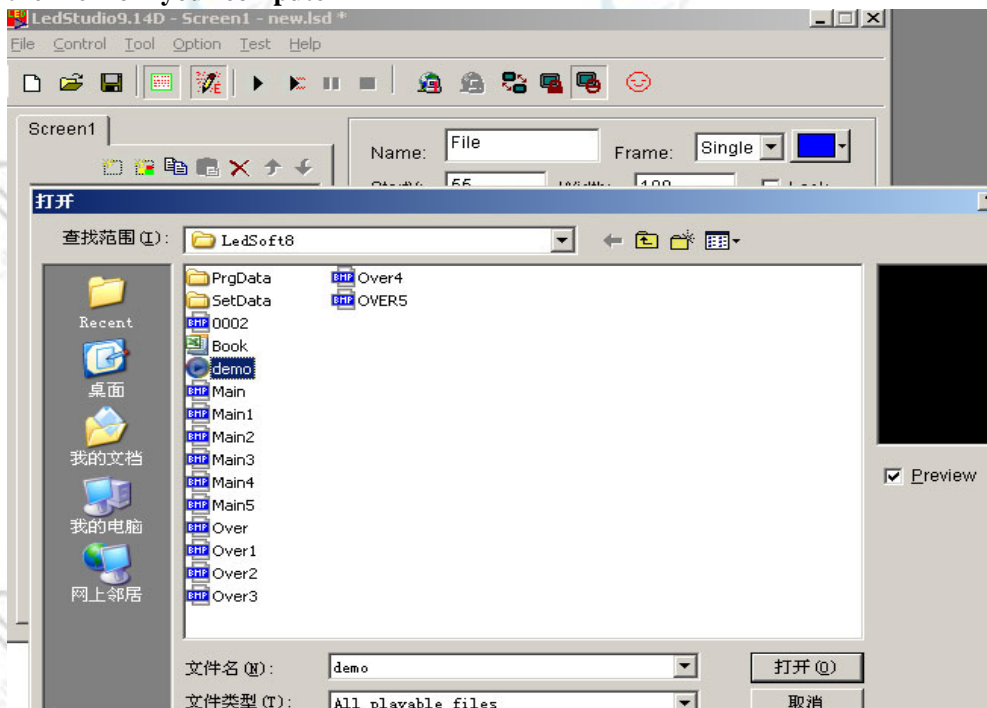 LedStudio9.14D - Screen1 - new.lsd *
File Control Tool Option Test Help
Screen1
Name: File Frame: Single
打开
查找范围(I): LedSoft8
PrgData Over4
SetData OVER5
0002
Book
demo
Main
Main1
Main2
Main3
Main4
Main5
Over
Over1
Over2
Over3
Recent
桌面
我的文档
我的电脑
网上邻居
Preview
文件名(N): demo 打开(O)
文件类型(T): All playable files 取消